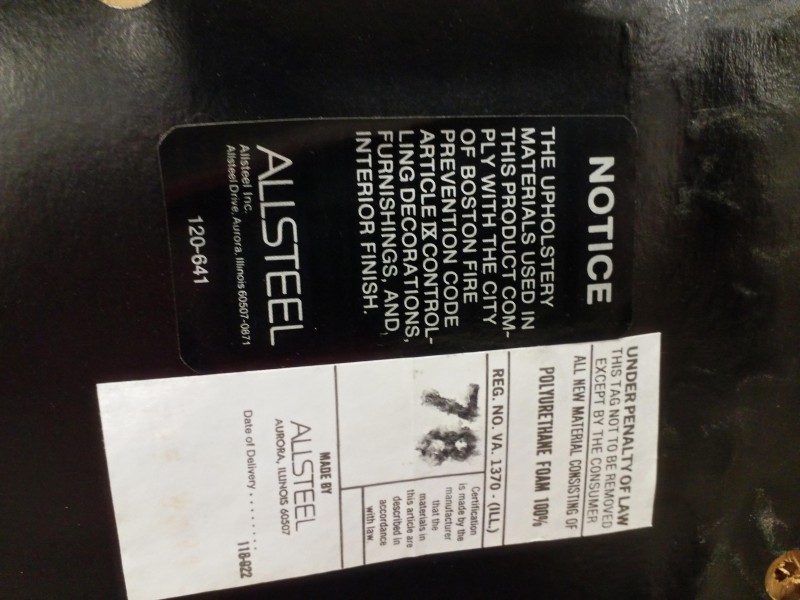 NOTICE
THE UPHOLSTERY
MATERIALS USED IN
THIS PRODUCT COM-
PLY WITH THE CITY
OF BOSTON FIRE
PREVENTION CODE
ARTICLE IX CONTROL-
LING DECORATIONS,
FURNISHINGS, AND
INTERIOR FINISH.
ALLSTEEL
Allsteel Inc.
Allsteel Drive, Aurora, Illinois 60507-0871
120-641
UNDER PENALTY OF LAW
THIS TAG NOT TO BE REMOVED
EXCEPT BY THE CONSUMER
ALL NEW MATERIAL CONSISTING OF
POLYURETHANE FOAM 100%
REG. NO. VA. 1370 - (ILL.)
Certification
is made by the
manufacturer
that the
materials in
this article are
described in
accordance
with law.
MADE BY
ALLSTEEL
AURORA, ILLINOIS 60507
Date of Delivery . . . . . . . .
118-922